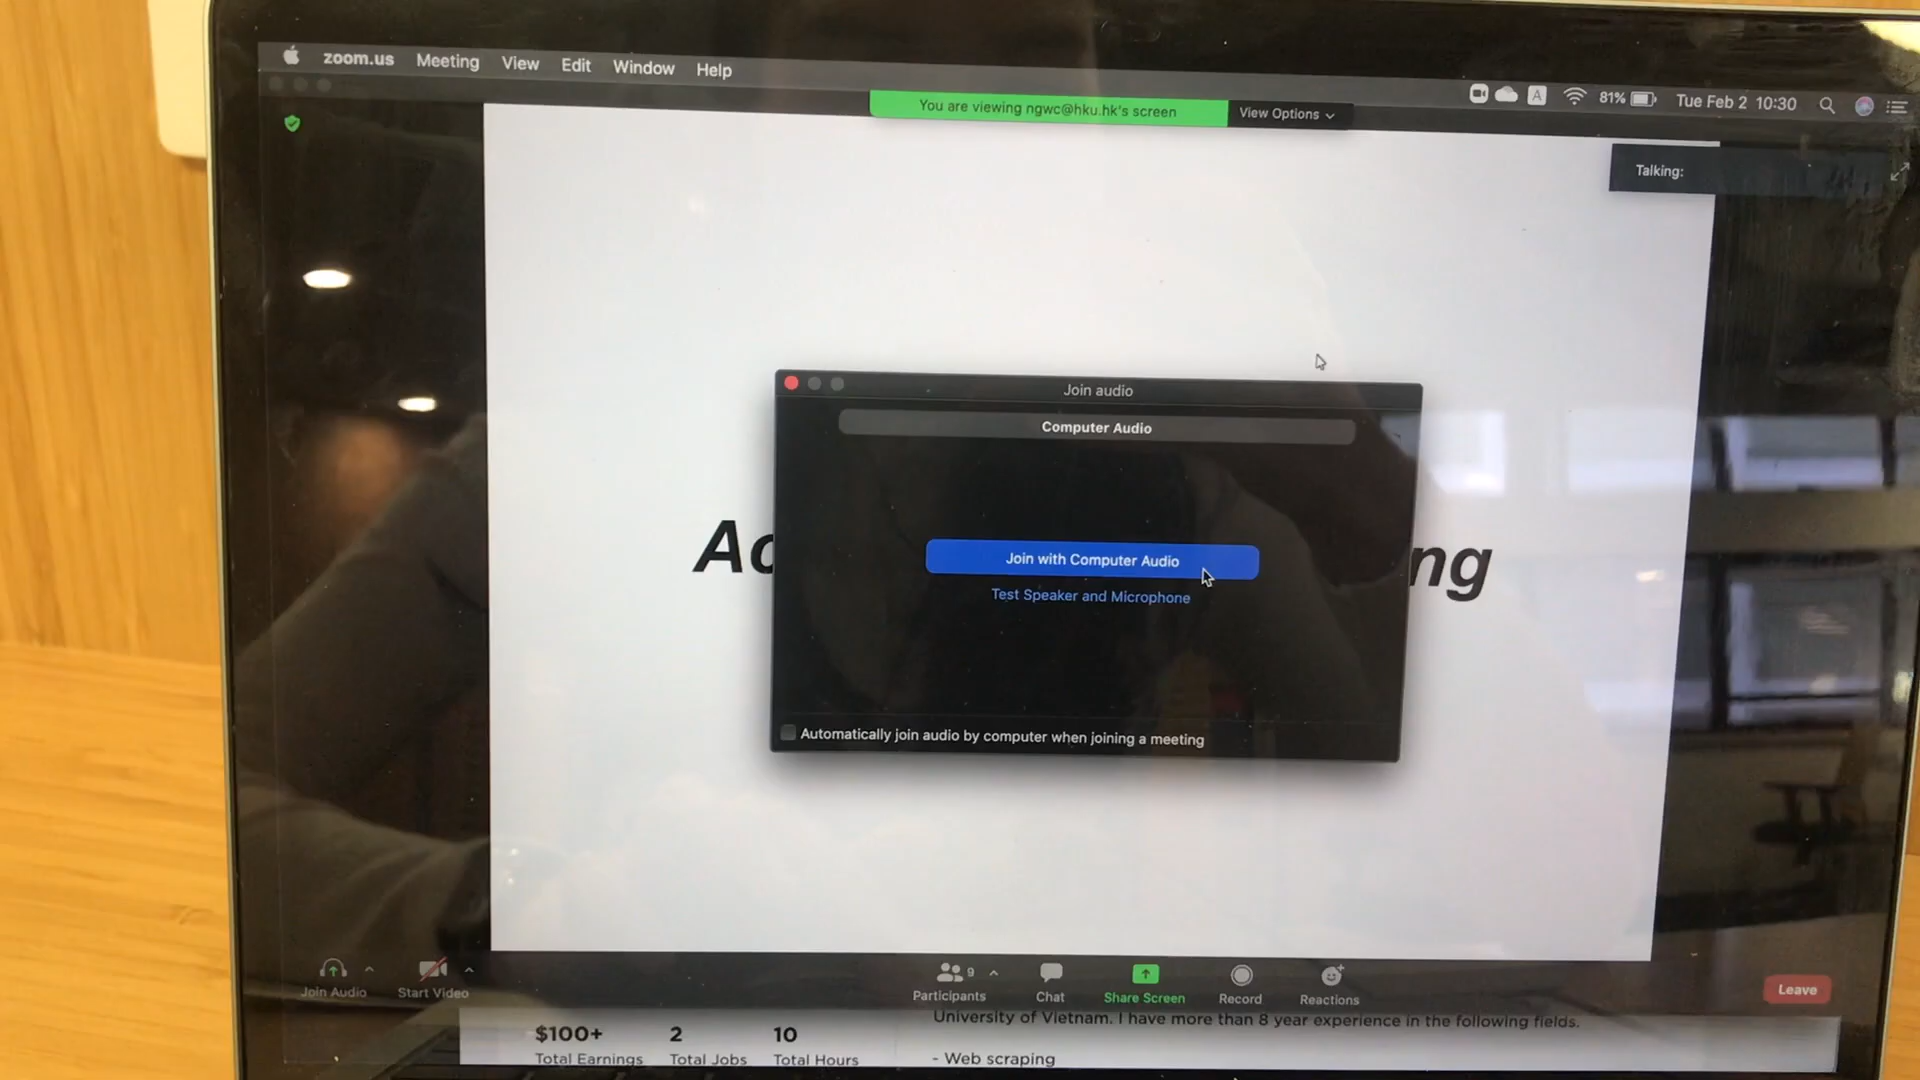 zoom.us Meeting View Edit Window Help
A 81% Tue Feb 2 10:30
You are viewing ngwc@hku.hk's screen View Options
Talking:
Join audio
Computer Audio
Join with Computer Audio
Test Speaker and Microphone
Automatically join audio by computer when joining a meeting
ng
Join Audio Start Video Participants 9 Chat Share Screen Record Reactions Leave
University of Vietnam. I have more than 8 year experience in the following fields.
$100+ 2 10
Total Earnings Total Jobs Total Hours
- Web scraping